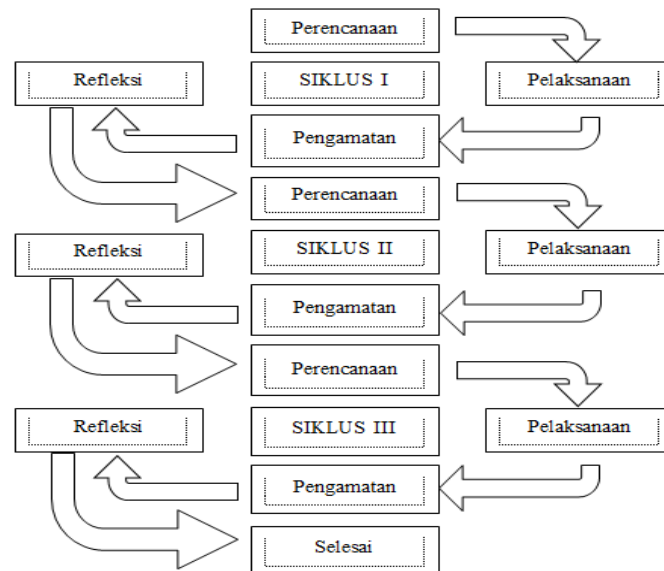 Perencanaan
Refleksi
SIKLUS I
Pelaksanaan
Pengamatan
Perencanaan
Refleksi
SIKLUS II
Pelaksanaan
Pengamatan
Perencanaan
Refleksi
SIKLUS III
Pelaksanaan
Pengamatan
Selesai